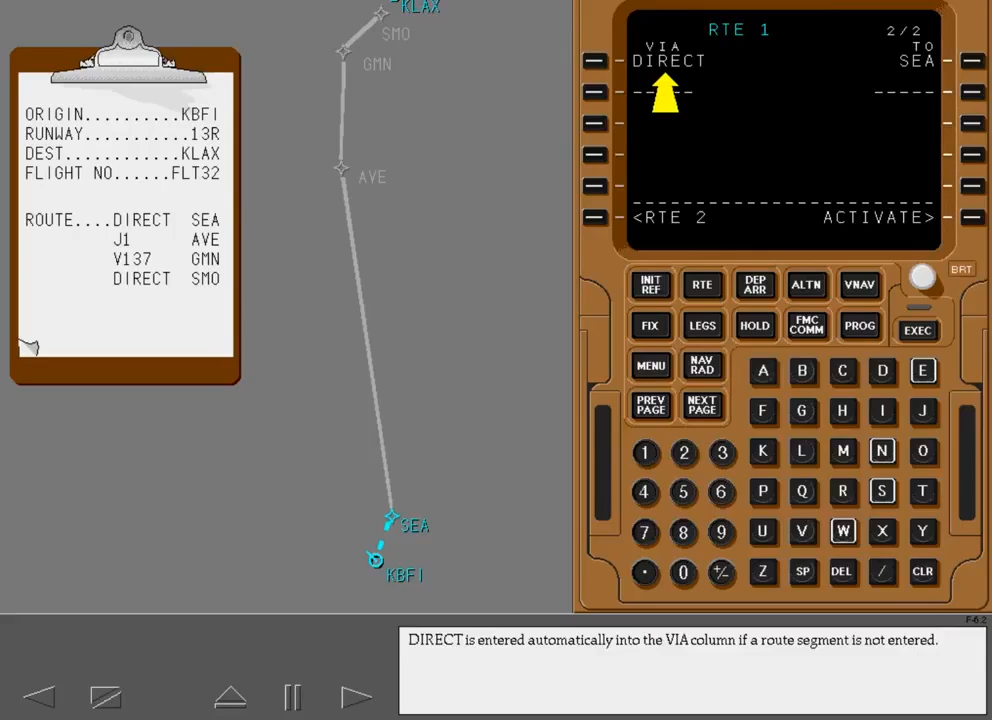 KLAX
SMO
GMN
AVE
SEA
KBFI
ORIGIN..........KBFI
RUNWAY...........13R
DEST............KLAX
FLIGHT NO......FLT32
ROUTE....DIRECT SEA
J1 AVE
V137 GMN
DIRECT SMO
RTE 1 2/2
VIA TO
DIRECT SEA
----- -----
------------------------
<RTE 2 ACTIVATE>
BRT
INIT REF RTE DEP ARR ALTN VNAV
FIX LEGS HOLD FMC COMM PROG EXEC
MENU NAV RAD
PREV PAGE NEXT PAGE
A B C D E
F G H I J
K L M N O
P Q R S T
U V W X Y
Z SP DEL / CLR
1 2 3
4 5 6
7 8 9
. 0 +/-
F-6.2
DIRECT is entered automatically into the VIA column if a route segment is not entered.